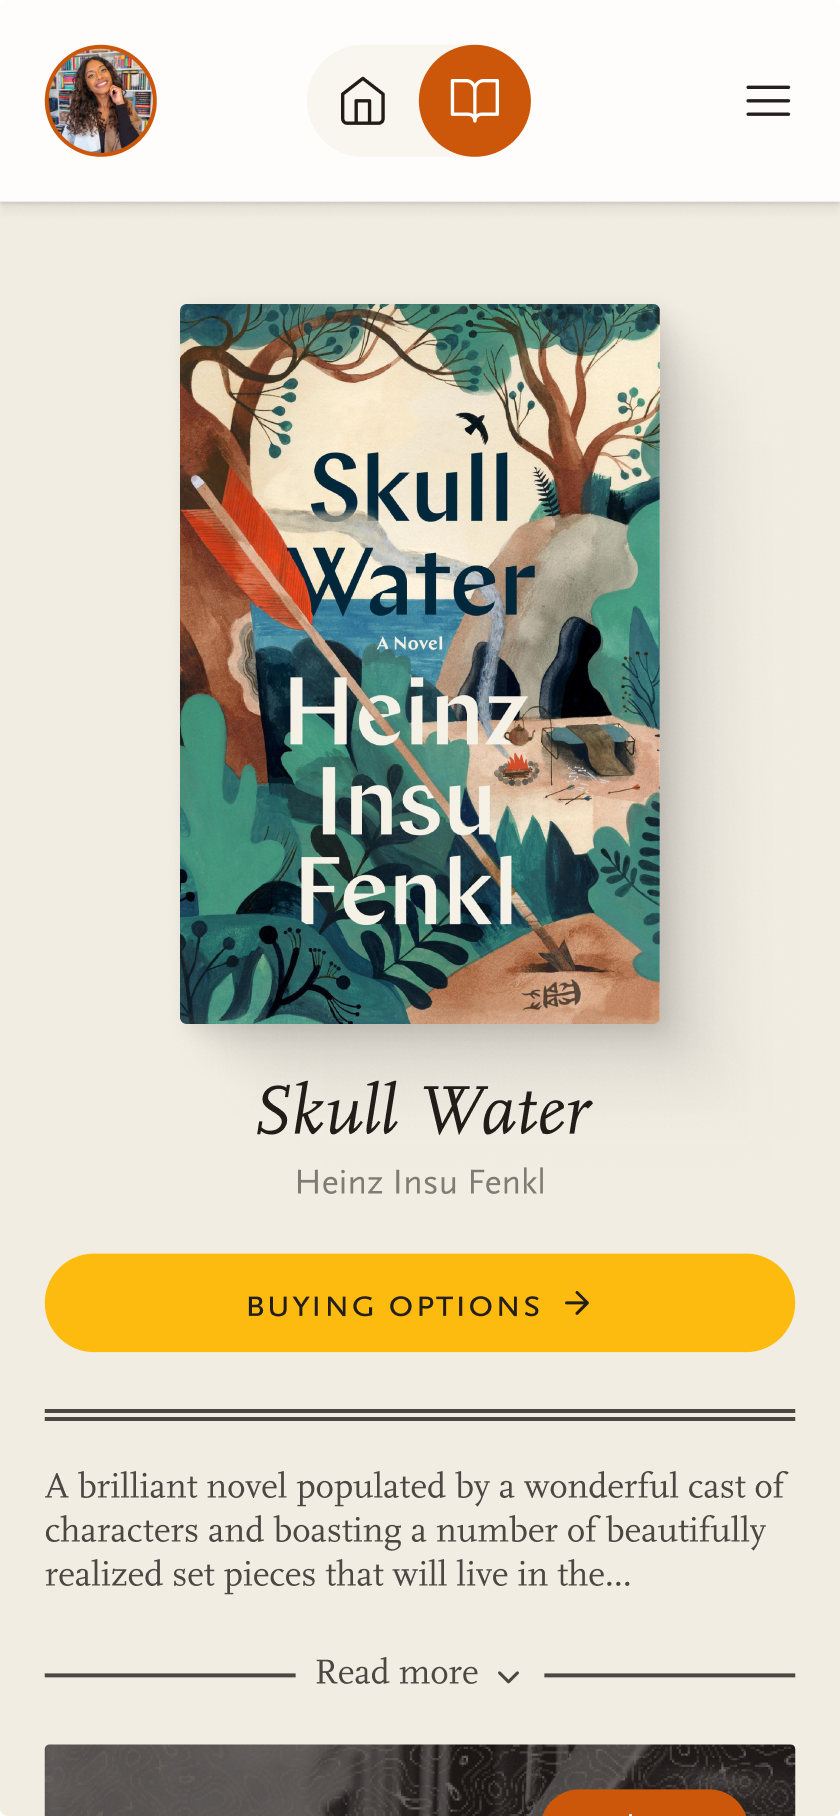 Skull
Water
A Novel
Heinz
Insu
Fenkl
Skull Water
Heinz Insu Fenkl
BUYING OPTIONS
A brilliant novel populated by a wonderful cast of
characters and boasting a number of beautifully
realized set pieces that will live in the...
Read more